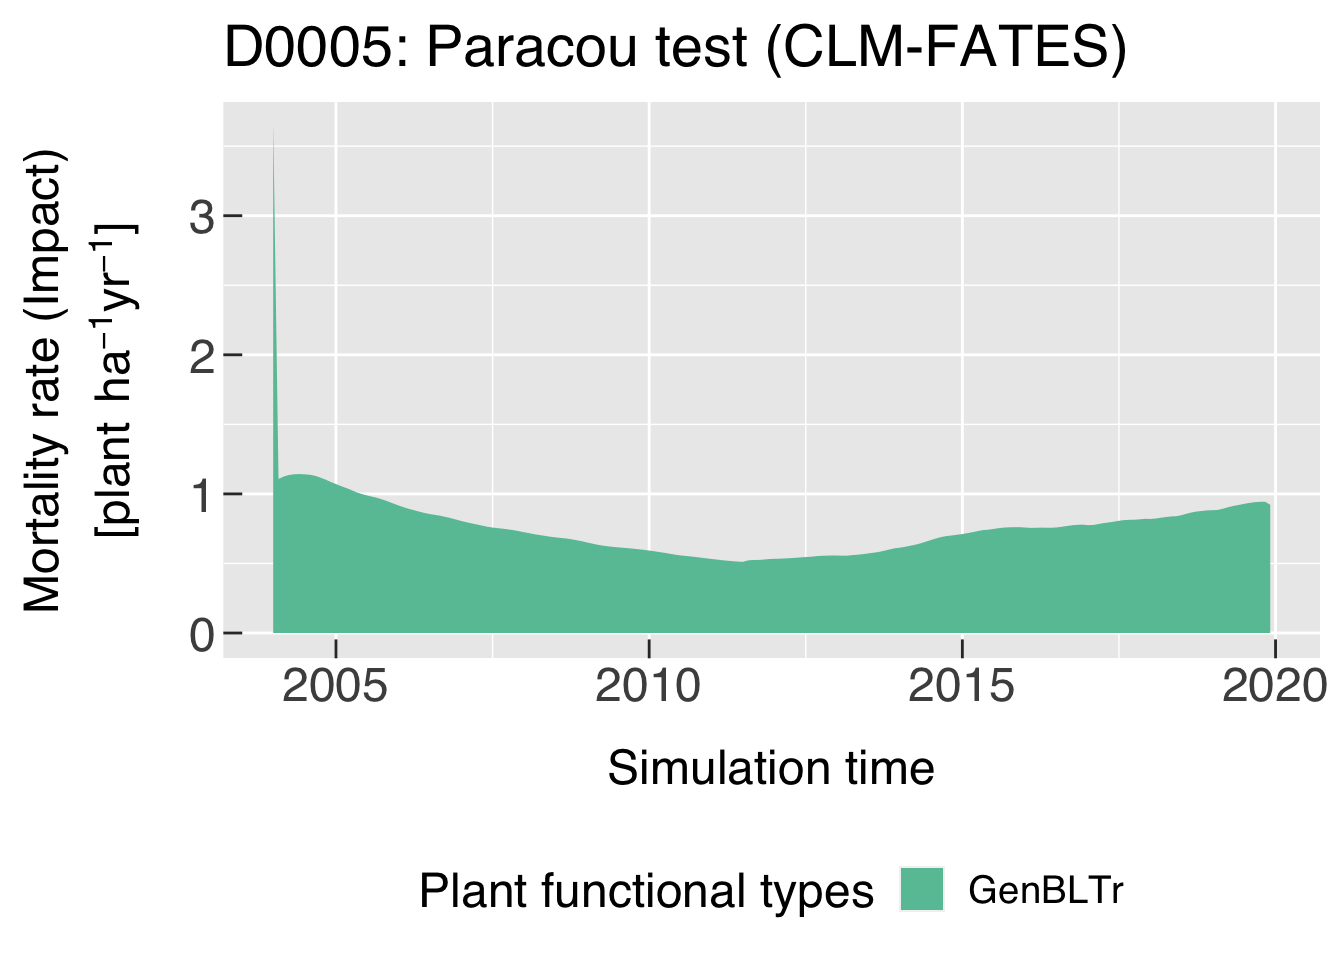 D0005: Paracou test (CLM-FATES)
Mortality rate (Impact)
[plant ha⁻¹yr⁻¹]
3
2
1
0
2005 2010 2015 2020
Simulation time
Plant functional types GenBLTr